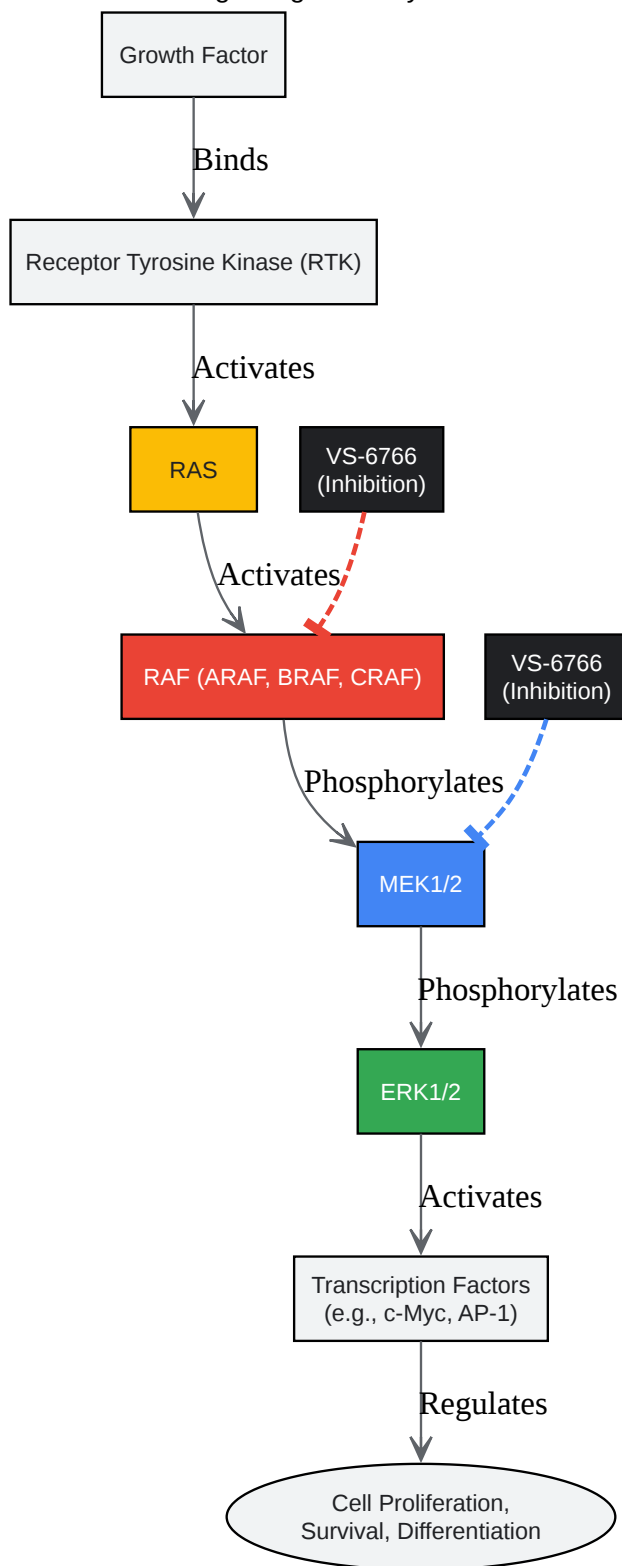 Growth Factor
Binds
Receptor Tyrosine Kinase (RTK)
Activates
RAS
VS-6766
(Inhibition)
Activates
RAF (ARAF, BRAF, CRAF)
VS-6766
(Inhibition)
Phosphorylates
MEK1/2
Phosphorylates
ERK1/2
Activates
Transcription Factors
(e.g., c-Myc, AP-1)
Regulates
Cell Proliferation,
Survival, Differentiation